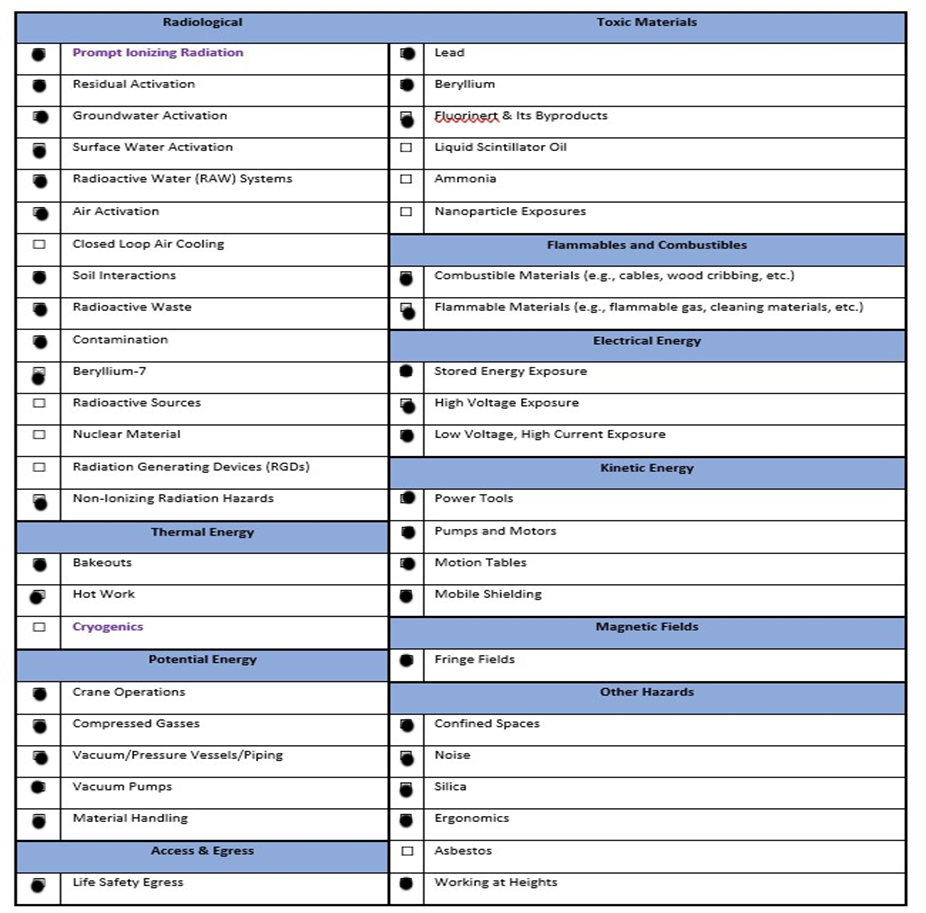 Radiological
Prompt Ionizing Radiation
Residual Activation
Groundwater Activation
Surface Water Activation
Radioactive Water (RAW) Systems
Air Activation
Closed Loop Air Cooling
Soil Interactions
Radioactive Waste
Contamination
Beryllium-7
Radioactive Sources
Nuclear Material
Radiation Generating Devices (RGDs)
Non-Ionizing Radiation Hazards
Thermal Energy
Bakeouts
Hot Work
Cryogenics
Potential Energy
Crane Operations
Compressed Gasses
Vacuum/Pressure Vessels/Piping
Vacuum Pumps
Material Handling
Access & Egress
Life Safety Egress
Toxic Materials
Lead
Beryllium
Fluorinert & Its Byproducts
Liquid Scintillator Oil
Ammonia
Nanoparticle Exposures
Flammables and Combustibles
Combustible Materials (e.g., cables, wood cribbing, etc.)
Flammable Materials (e.g., flammable gas, cleaning materials, etc.)
Electrical Energy
Stored Energy Exposure
High Voltage Exposure
Low Voltage, High Current Exposure
Kinetic Energy
Power Tools
Pumps and Motors
Motion Tables
Mobile Shielding
Magnetic Fields
Fringe Fields
Other Hazards
Confined Spaces
Noise
Silica
Ergonomics
Asbestos
Working at Heights